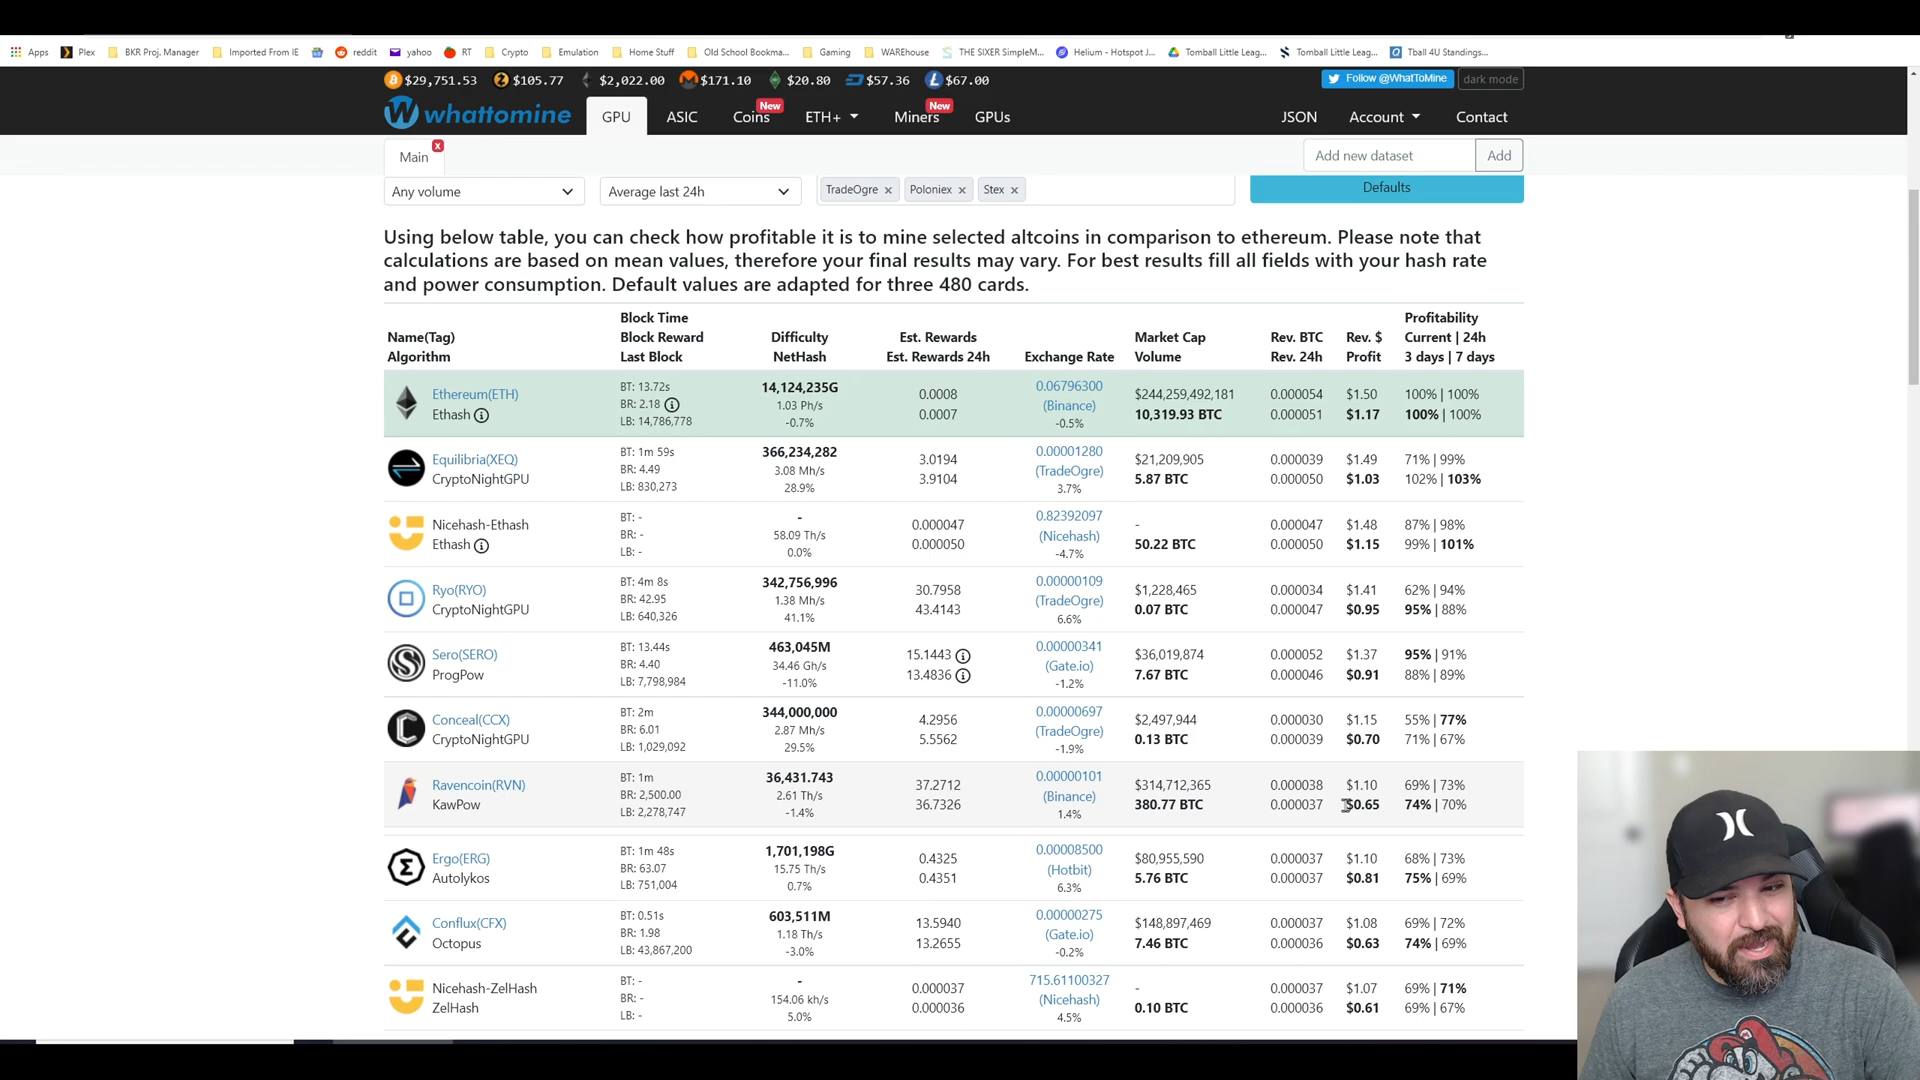 Apps Plex BKR Proj. Manager Imported From IE reddit yahoo RT Crypto Emulation Home Stuff Old School Bookma... Gaming WAREhouse THE SIXER SimpleM... Helium - Hotspot J... Tomball Little Leag... Tomball Little Leag... Tball 4U Standings...
$29,751.53 $105.77 $2,022.00 $171.10 $20.80 $57.36 $67.00 Follow @WhatToMine dark mode
whattomine GPU ASIC Coins New ETH+ Miners New GPUs JSON Account Contact
Main x Add new dataset Add
Any volume Average last 24h TradeOgre × Poloniex × Stex × Defaults
Using below table, you can check how profitable it is to mine selected altcoins in comparison to ethereum. Please note that
calculations are based on mean values, therefore your final results may vary. For best results fill all fields with your hash rate
and power consumption. Default values are adapted for three 480 cards.
Block Time Profitability
Name(Tag) Block Reward Difficulty Est. Rewards Market Cap Rev. BTC Rev. $ Current | 24h
Algorithm Last Block NetHash Est. Rewards 24h Exchange Rate Volume Rev. 24h Profit 3 days | 7 days
BT: 13.72s 14,124,235G 0.06796300
Ethereum(ETH) BR: 2.18 1.03 Ph/s 0.0008 (Binance) $244,259,492,181 0.000054 $1.50 100% | 100%
Ethash LB: 14,786,778 -0.7% 0.0007 -0.5% 10,319.93 BTC 0.000051 $1.17 100% | 100%
BT: 1m 59s 366,234,282 0.00001280
Equilibria(XEQ) BR: 4.49 3.08 Mh/s 3.0194 (TradeOgre) $21,209,905 0.000039 $1.49 71% | 99%
CryptoNightGPU LB: 830,273 28.9% 3.9104 3.7% 5.87 BTC 0.000050 $1.03 102% | 103%
BT: - - 0.82392097
Nicehash-Ethash BR: - 58.09 Th/s 0.000047 (Nicehash) - 0.000047 $1.48 87% | 98%
Ethash LB: - 0.0% 0.000050 -4.7% 50.22 BTC 0.000050 $1.15 99% | 101%
BT: 4m 8s 342,756,996 0.00000109
Ryo(RYO) BR: 42.95 1.38 Mh/s 30.7958 (TradeOgre) $1,228,465 0.000034 $1.41 62% | 94%
CryptoNightGPU LB: 640,326 41.1% 43.4143 6.6% 0.07 BTC 0.000047 $0.95 95% | 88%
BT: 13.44s 463,045M 0.00000341
Sero(SERO) BR: 4.40 34.46 Gh/s 15.1443 (Gate.io) $36,019,874 0.000052 $1.37 95% | 91%
ProgPow LB: 7,798,984 -11.0% 13.4836 -1.2% 7.67 BTC 0.000046 $0.91 88% | 89%
BT: 2m 344,000,000 0.00000697
Conceal(CCX) BR: 6.01 2.87 Mh/s 4.2956 (TradeOgre) $2,497,944 0.000030 $1.15 55% | 77%
CryptoNightGPU LB: 1,029,092 29.5% 5.5562 -1.9% 0.13 BTC 0.000039 $0.70 71% | 67%
BT: 1m 36,431.743 0.00000101
Ravencoin(RVN) BR: 2,500.00 2.61 Th/s 37.2712 (Binance) $314,712,365 0.000038 $1.10 69% | 73%
KawPow LB: 2,278,747 -1.4% 36.7326 1.4% 380.77 BTC 0.000037 $0.65 74% | 70%
BT: 1m 48s 1,701,198G 0.00008500
Ergo(ERG) BR: 63.07 15.75 Th/s 0.4325 (Hotbit) $80,955,590 0.000037 $1.10 68% | 73%
Autolykos LB: 751,004 0.7% 0.4351 6.3% 5.76 BTC 0.000037 $0.81 75% | 69%
BT: 0.51s 603,511M 0.00000275
Conflux(CFX) BR: 1.98 1.18 Th/s 13.5940 (Gate.io) $148,897,469 0.000037 $1.08 69% | 72%
Octopus LB: 43,867,200 -3.0% 13.2655 -0.2% 7.46 BTC 0.000036 $0.63 74% | 69%
BT: - - 715.61100327
Nicehash-ZelHash BR: - 154.06 kh/s 0.000037 (Nicehash) - 0.000037 $1.07 69% | 71%
ZelHash LB: - 5.0% 0.000036 4.5% 0.10 BTC 0.000036 $0.61 69% | 67%